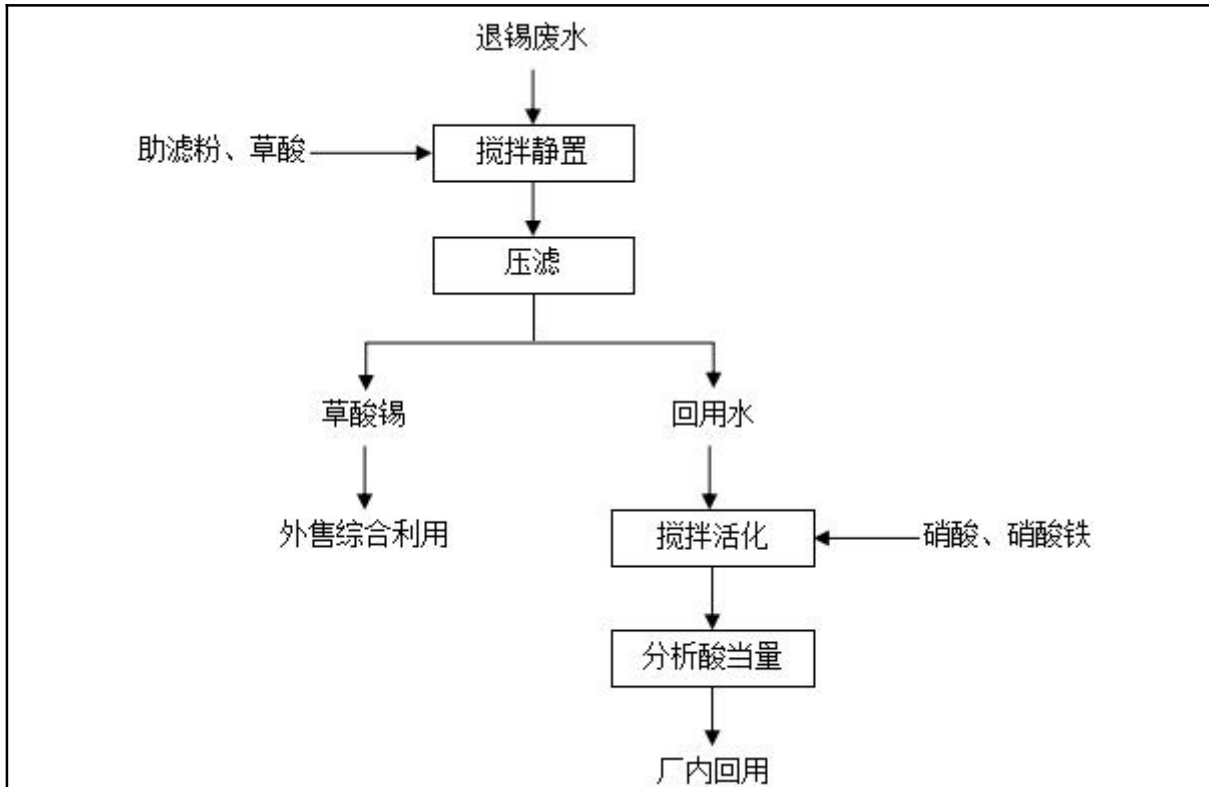 退锡废水
助滤粉、草酸
搅拌静置
压滤
草酸锡
回用水
外售综合利用
搅拌活化
硝酸、硝酸铁
分析酸当量
厂内回用